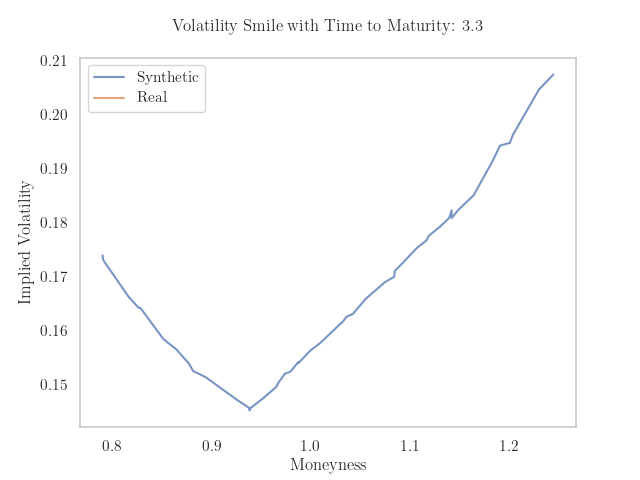 Volatility Smile with Time to Maturity: 3.3
Synthetic
Real
0.21
0.20
0.19
0.18
0.17
0.16
0.15
Implied Volatility
0.8 0.9 1.0 1.1 1.2
Moneyness